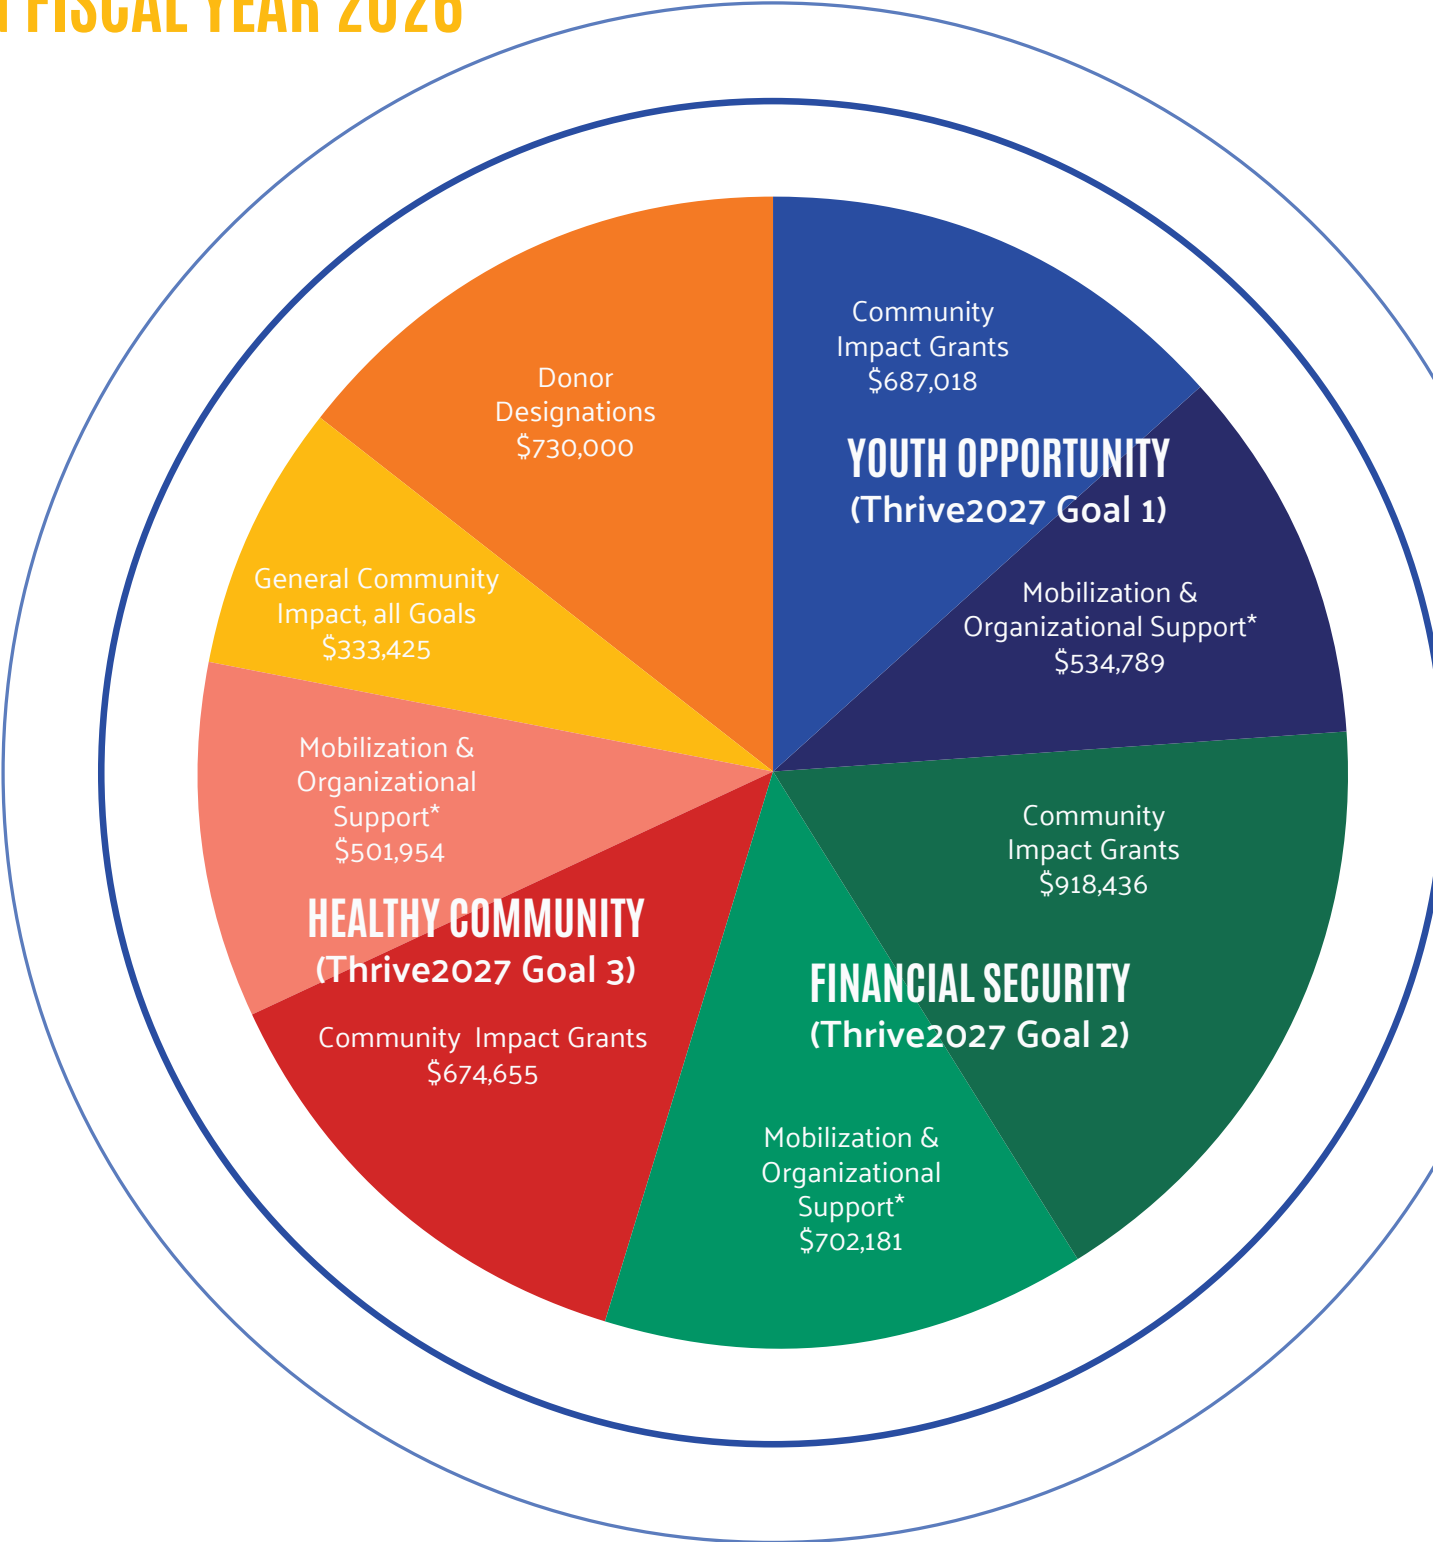 FISCAL YEAR 2026
Community
Impact Grants
$687,018
YOUTH OPPORTUNITY
(Thrive2027 Goal 1)
Mobilization &
Organizational Support*
$534,789
Community
Impact Grants
$918,436
FINANCIAL SECURITY
(Thrive2027 Goal 2)
Mobilization &
Organizational
Support*
$702,181
Donor
Designations
$730,000
General Community
Impact, all Goals
$333,425
Mobilization &
Organizational
Support*
$501,954
HEALTHY COMMUNITY
(Thrive2027 Goal 3)
Community Impact Grants
$674,655